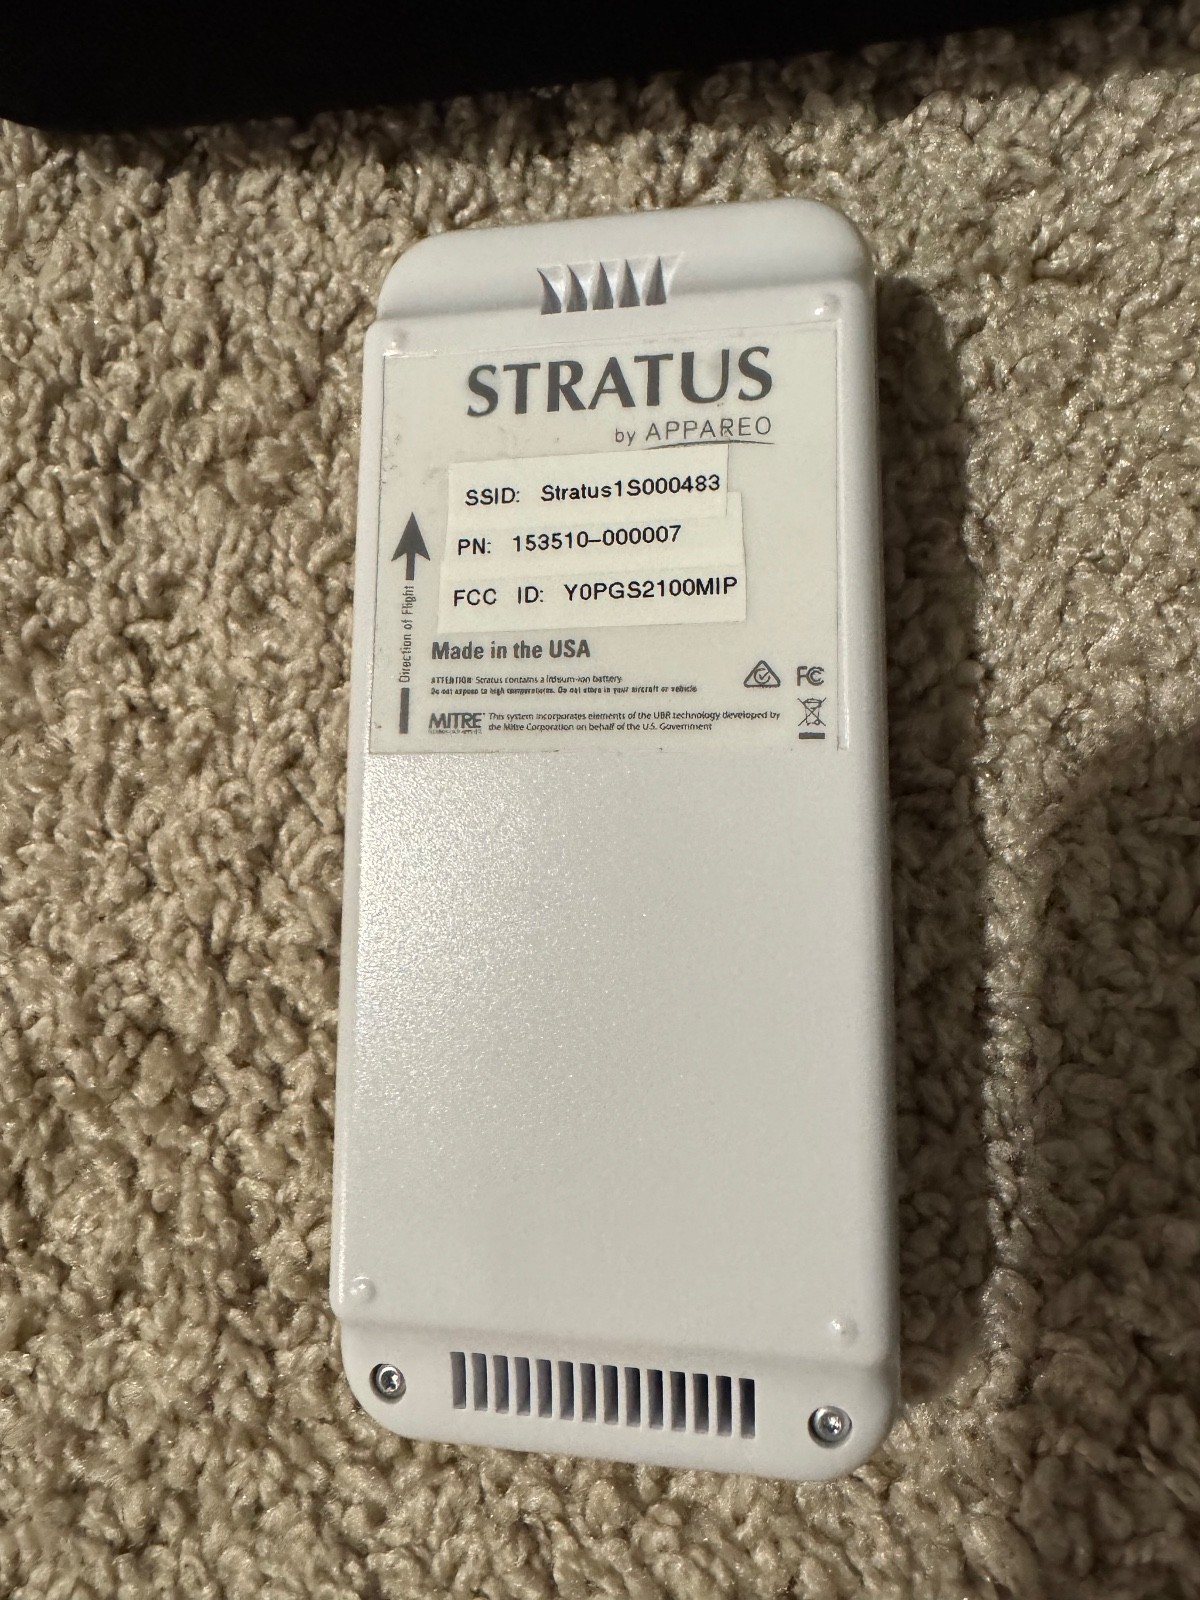 STRATUS
by APPAREO
SSID: Stratus1S000483
PN: 153510-000007
FCC ID: Y0PGS2100MIP
Direction of Flight
Made in the USA
ATTENTION: Stratus contains a lithium-ion battery.
Do not expose to high temperatures. Do not store in your aircraft or vehicle
FC
MITRE This system incorporates elements of the UBR technology developed by
the Mitre Corporation on behalf of the U.S. Government